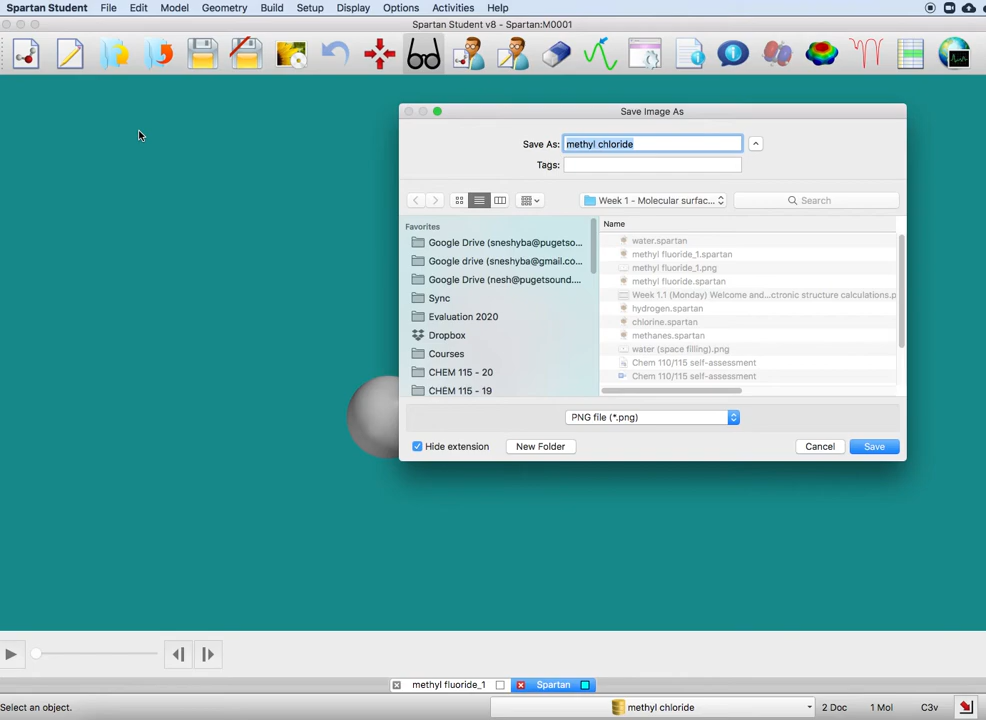 Spartan Student File Edit Model Geometry Build Setup Display Options Activities Help
Spartan Student v8 - Spartan:M0001
Save Image As
Save As: methyl chloride
Tags:
Week 1 - Molecular surfac... Search
Favorites
Google Drive (sneshyba@pugetso...
Google drive (sneshyba@gmail.co...
Google Drive (nesh@pugetsound....
Sync
Evaluation 2020
Dropbox
Courses
CHEM 115 - 20
CHEM 115 - 19
Name
water.spartan
methyl fluoride_1.spartan
methyl fluoride_1.png
methyl fluoride.spartan
Week 1.1 (Monday) Welcome and...ctronic structure calculations.p
hydrogen.spartan
chlorine.spartan
methanes.spartan
water (space filling).png
Chem 110/115 self-assessment
Chem 110/115 self-assessment
PNG file (*.png)
Hide extension New Folder Cancel Save
methyl fluoride_1 Spartan
Select an object. methyl chloride 2 Doc 1 Mol C3v